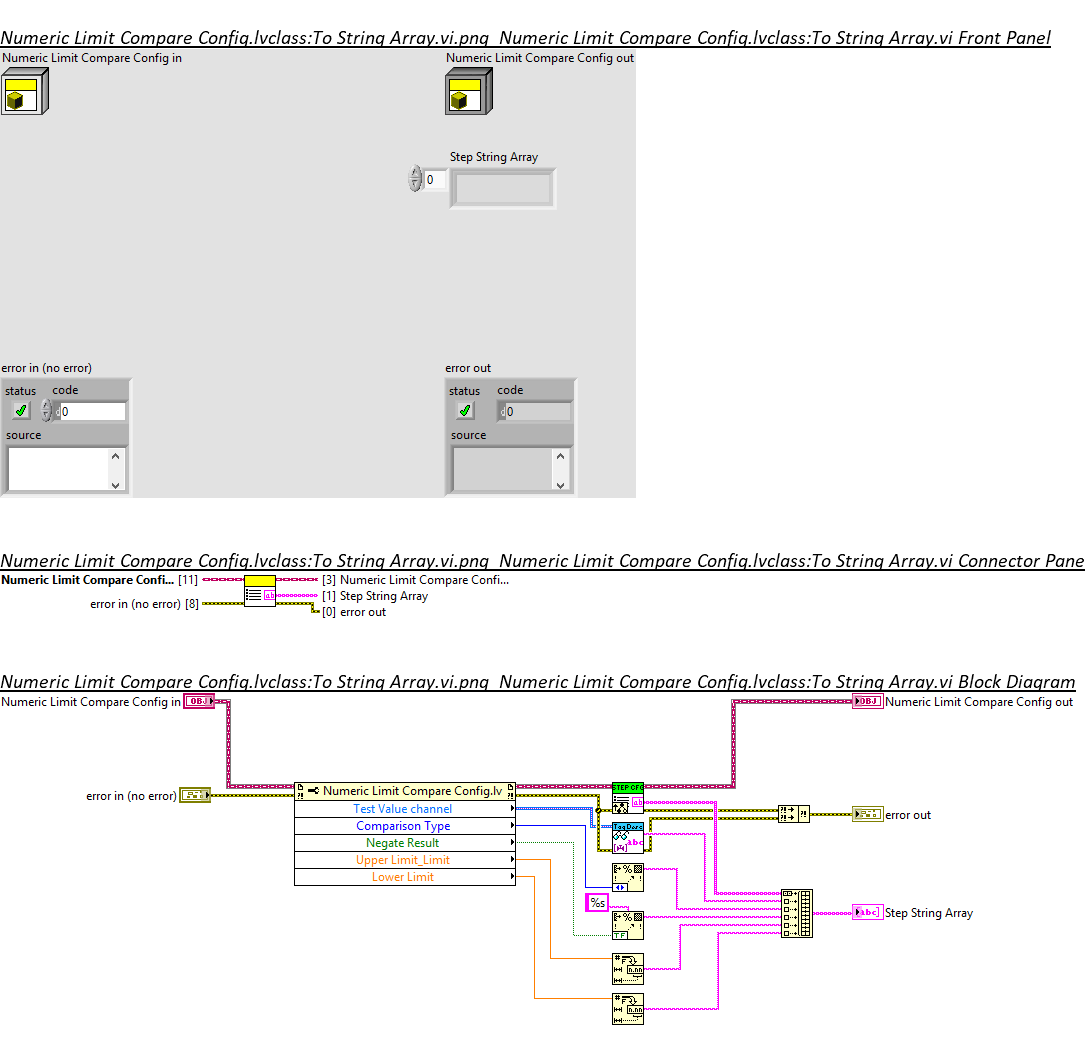 Numeric Limit Compare Config.lvclass:To String Array.vi.png Numeric Limit Compare Config.lvclass:To String Array.vi Front Panel
Numeric Limit Compare Config in
Numeric Limit Compare Config out
Step String Array
0
error in (no error)
error out
status code
status code
d 0
d 0
source
source
Numeric Limit Compare Config.lvclass:To String Array.vi.png Numeric Limit Compare Config.lvclass:To String Array.vi Connector Pane
Numeric Limit Compare Confi... [11]
[3] Numeric Limit Compare Confi...
ab
[1] Step String Array
error in (no error) [8]
[0] error out
Numeric Limit Compare Config.lvclass:To String Array.vi.png Numeric Limit Compare Config.lvclass:To String Array.vi Block Diagram
Numeric Limit Compare Config in
OBJ
OBJ
Numeric Limit Compare Config out
error in (no error)
Numeric Limit Compare Config.lv
STEP CFG
ab
Test Value channel
Comparison Type
Negate Result
Upper Limit_Limit
Lower Limit
error out
abc
%s
TF
abc
Step String Array